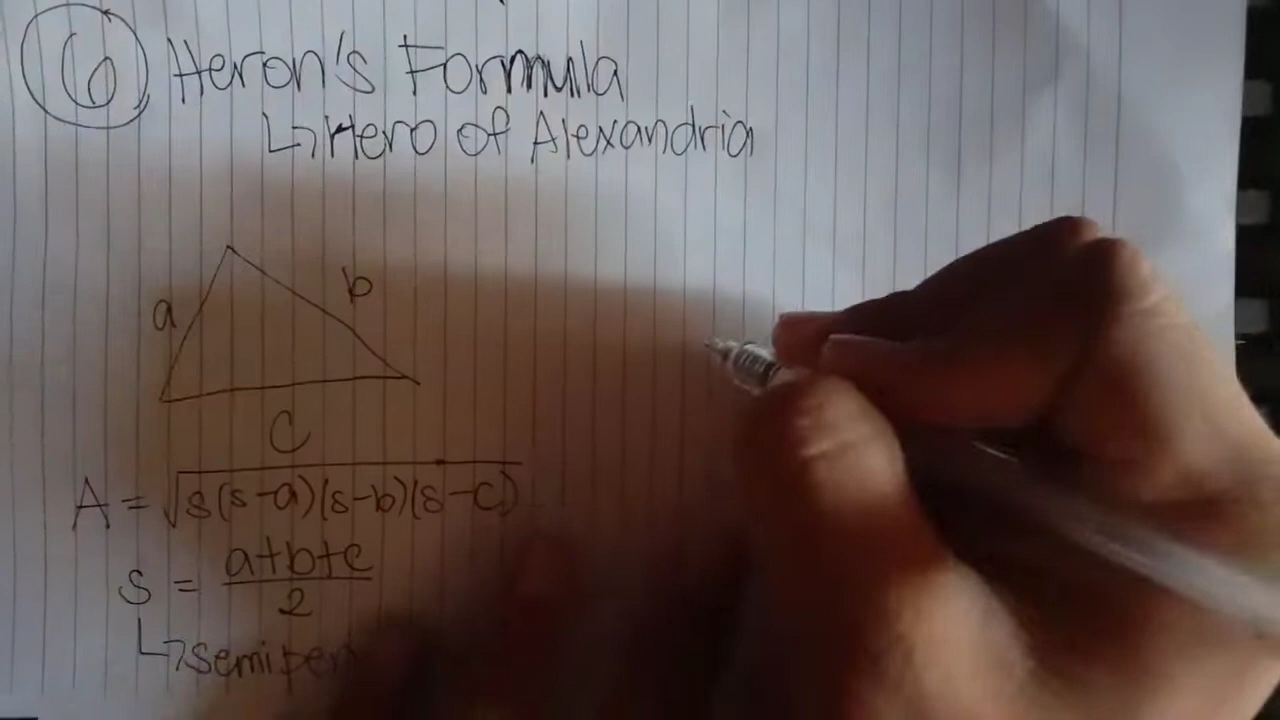 6 Heron's Formula
↳Hero of Alexandria
a
b
C
A = √s(s-a)(s-b)(s-c)
s = a+b+c
2